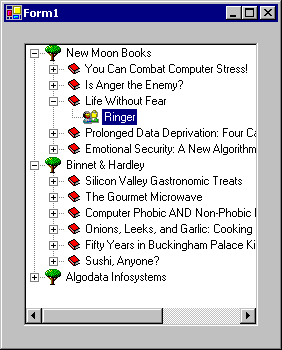 Form1
New Moon Books
You Can Combat Computer Stress!
Is Anger the Enemy?
Life Without Fear
Ringer
Prolonged Data Deprivation: Four Ca
Emotional Security: A New Algorithm
Binnet & Hardley
Silicon Valley Gastronomic Treats
The Gourmet Microwave
Computer Phobic AND Non-Phobic I
Onions, Leeks, and Garlic: Cooking
Fifty Years in Buckingham Palace Ki
Sushi, Anyone?
Algodata Infosystems